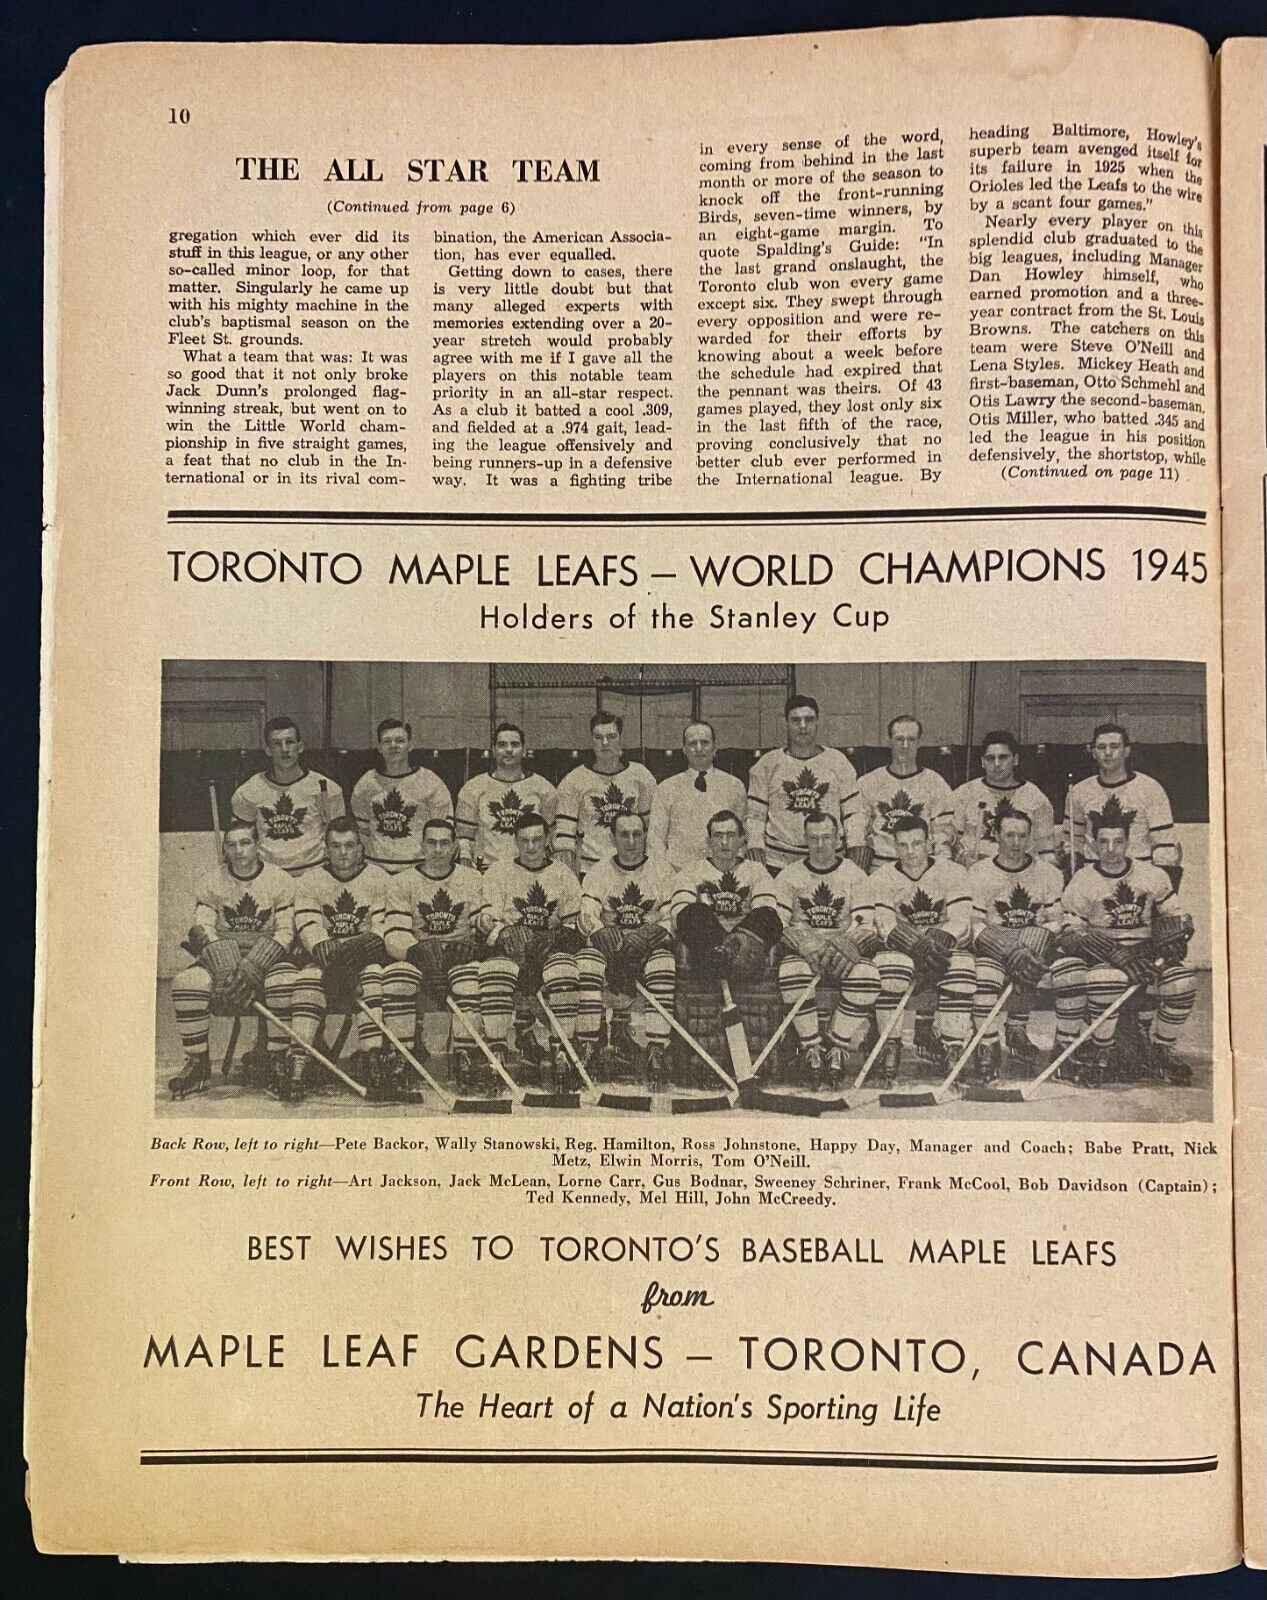 10
THE ALL STAR TEAM
(Continued from page 6)
gregation which ever did its
stuff in this league, or any other
so-called minor loop, for that
matter. Singularly he came up
with his mighty machine in the
club's baptismal season on the
Fleet St. grounds.
What a team that was: It was
so good that it not only broke
Jack Dunn's prolonged flag-
winning streak, but went on to
win the Little World cham-
pionship in five straight games,
a feat that no club in the In-
ternational or in its rival com-
bination, the American Associa-
tion, has ever equalled.
Getting down to cases, there
is very little doubt but that
many alleged experts with
memories extending over a 20-
year stretch would probably
agree with me if I gave all the
players on this notable team
priority in an all-star respect.
As a club it batted a cool .309,
and fielded at a .974 gait, lead-
ing the league offensively and
being runners-up in a defensive
way. It was a fighting tribe
in every sense of the word,
coming from behind in the last
month or more of the season to
knock off the front-running
Birds, seven-time winners, by
an eight-game margin. To
quote Spalding's Guide: "In
the last grand onslaught, the
Toronto club won every game
except six. They swept through
every opposition and were re-
warded for their efforts by
knowing about a week before
the schedule had expired that
the pennant was theirs. Of 43
games played, they lost only six
in the last fifth of the race,
proving conclusively that no
better club ever performed in
the International league. By
heading Baltimore, Howley's
superb team avenged itself for
its failure in 1925 when the
Orioles led the Leafs to the wire
by a scant four games."
Nearly every player on this
splendid club graduated to the
big leagues, including Manager
Dan Howley himself, who
earned promotion and a three-
year contract from the St. Louis
Browns. The catchers on this
team were Steve O'Neill and
Lena Styles. Mickey Heath and
first-baseman, Otto Schmehl and
Otis Lawry the second-baseman,
Otis Miller, who batted .345 and
led the league in his position
defensively, the shortstop, while
(Continued on page 11)
TORONTO MAPLE LEAFS – WORLD CHAMPIONS 1945
Holders of the Stanley Cup
Back Row, left to right—Pete Backor, Wally Stanowski, Reg. Hamilton, Ross Johnstone, Happy Day, Manager and Coach; Babe Pratt, Nick
Metz, Elwin Morris, Tom O'Neill.
Front Row, left to right—Art Jackson, Jack McLean, Lorne Carr, Gus Bodnar, Sweeney Schriner, Frank McCool, Bob Davidson (Captain);
Ted Kennedy, Mel Hill, John McCreedy.
BEST WISHES TO TORONTO'S BASEBALL MAPLE LEAFS
from
MAPLE LEAF GARDENS – TORONTO, CANADA
The Heart of a Nation's Sporting Life